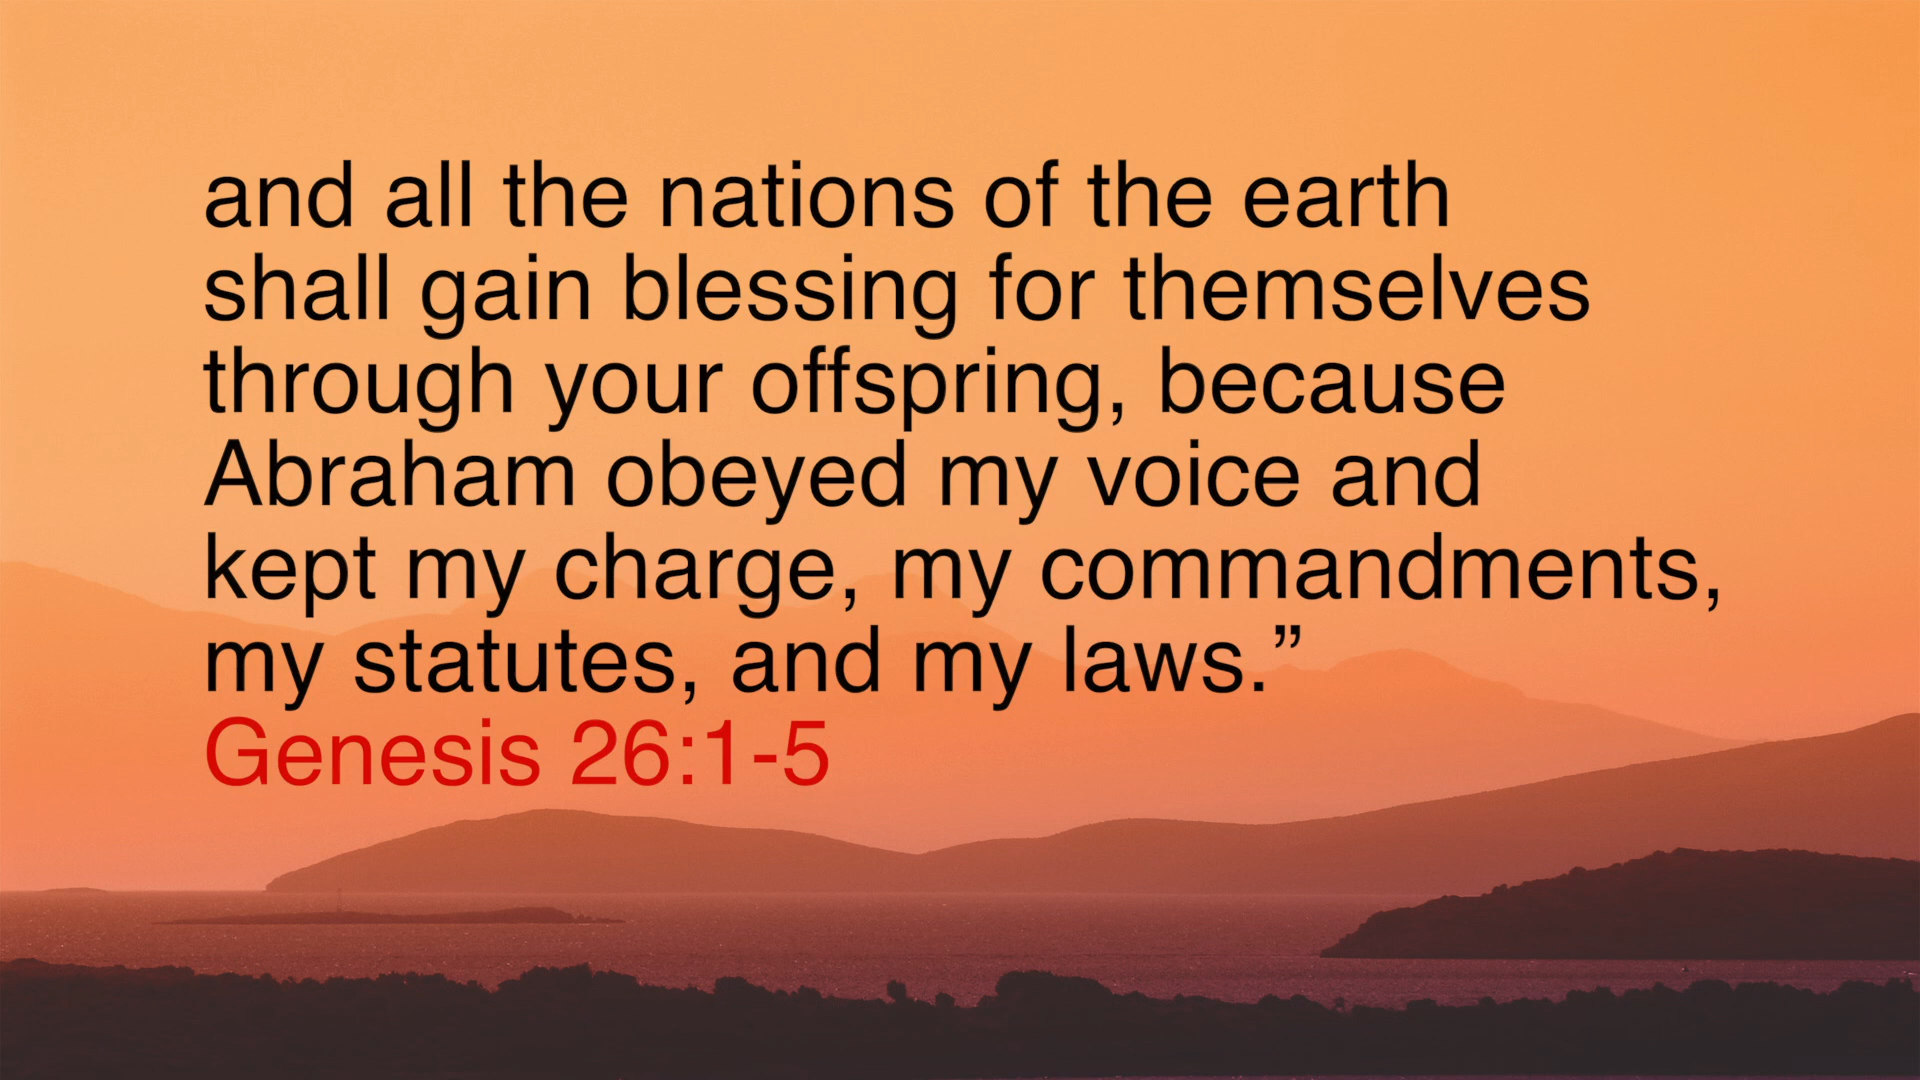 and all the nations of the earth
shall gain blessing for themselves
through your offspring, because
Abraham obeyed my voice and
kept my charge, my commandments,
my statutes, and my laws.”
Genesis 26:1-5